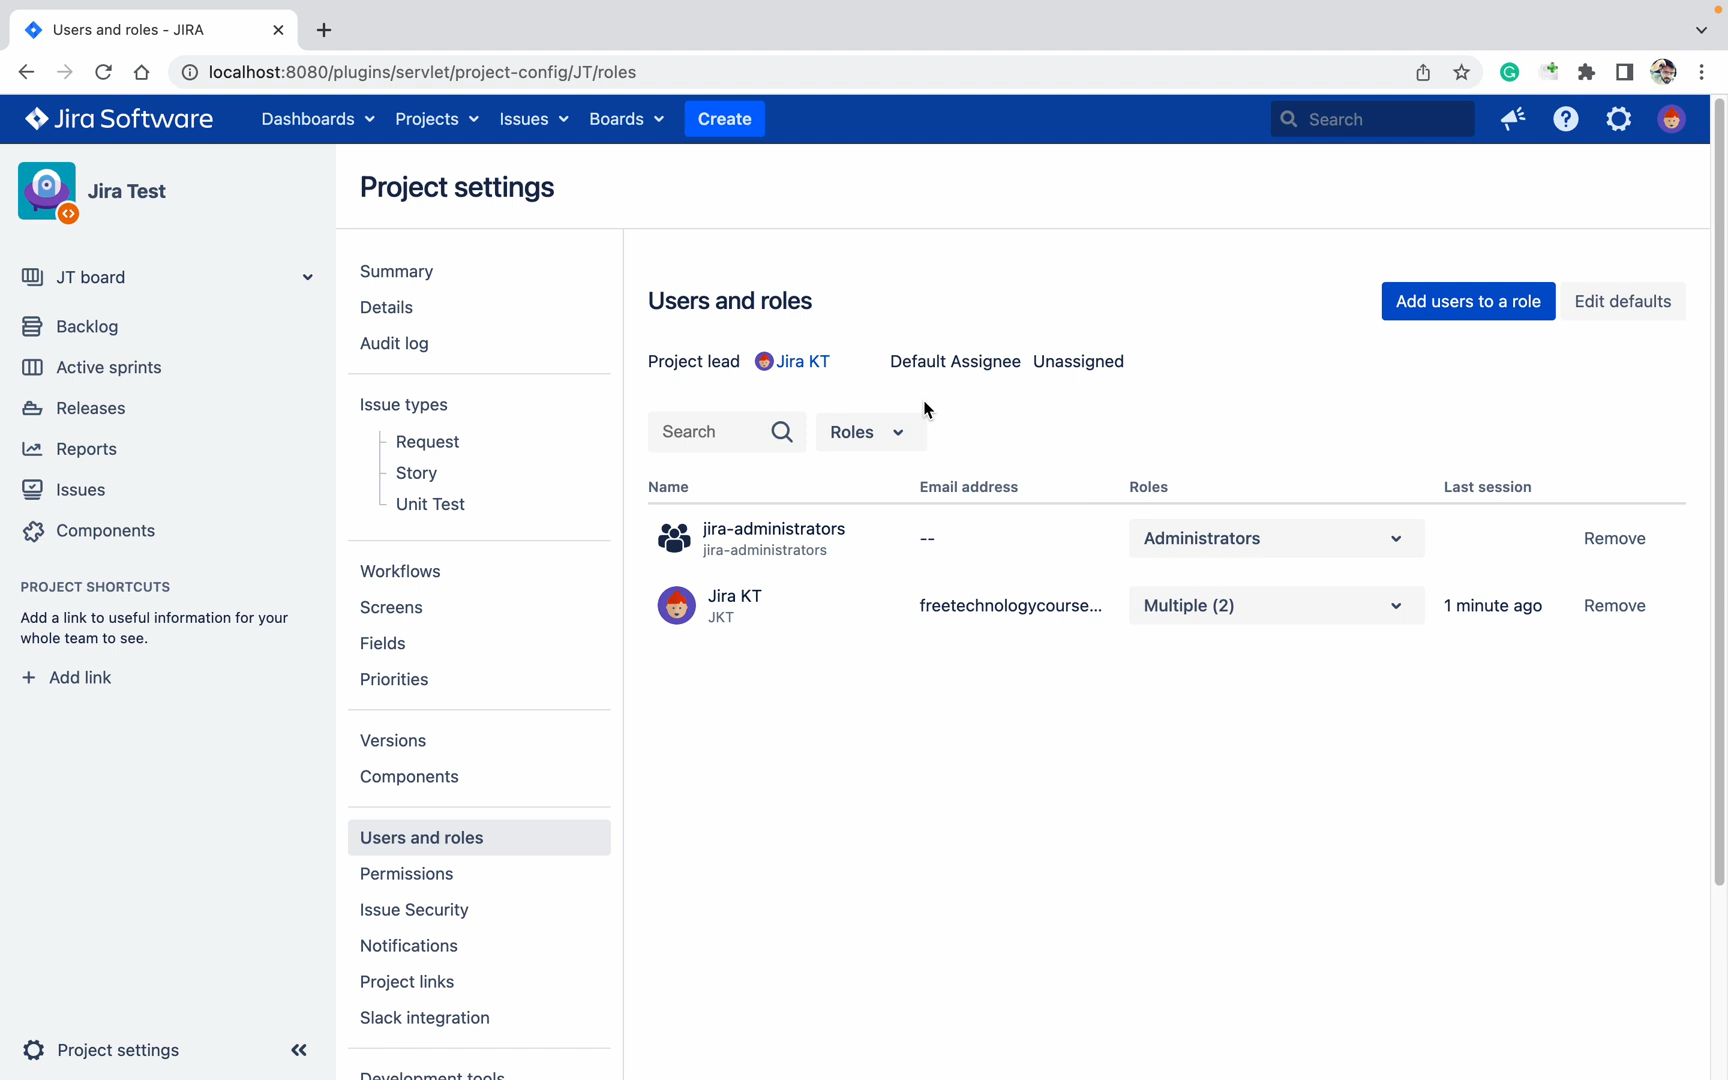 Users and roles - JIRA
localhost:8080/plugins/servlet/project-config/JT/roles
Jira Software
Dashboards
Projects
Issues
Boards
Create
Search
Jira Test
JT board
Backlog
Active sprints
Releases
Reports
Issues
Components
PROJECT SHORTCUTS
Add a link to useful information for your
whole team to see.
+ Add link
Project settings
Project settings
Summary
Details
Audit log
Issue types
Request
Story
Unit Test
Workflows
Screens
Fields
Priorities
Versions
Components
Users and roles
Permissions
Issue Security
Notifications
Project links
Slack integration
Development tools
Users and roles
Add users to a role
Edit defaults
Project lead Jira KT Default Assignee Unassigned
Search
Roles
Name Email address Roles Last session
jira-administrators -- Administrators Remove
jira-administrators
Jira KT freetechnologycourse... Multiple (2) 1 minute ago Remove
JKT